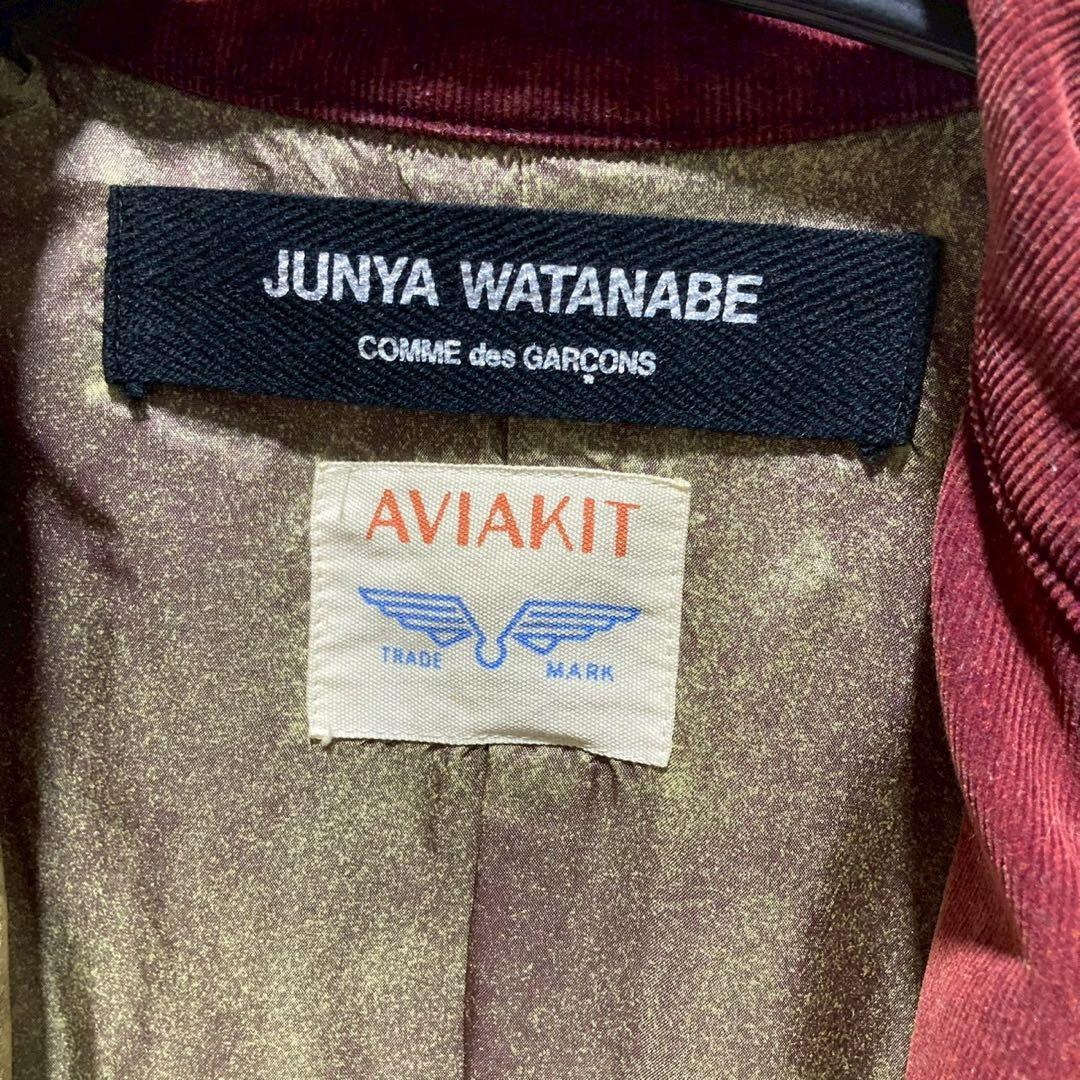 JUNYA WATANABE
COMME des GARÇONS
AVIAKIT
TRADE MARK